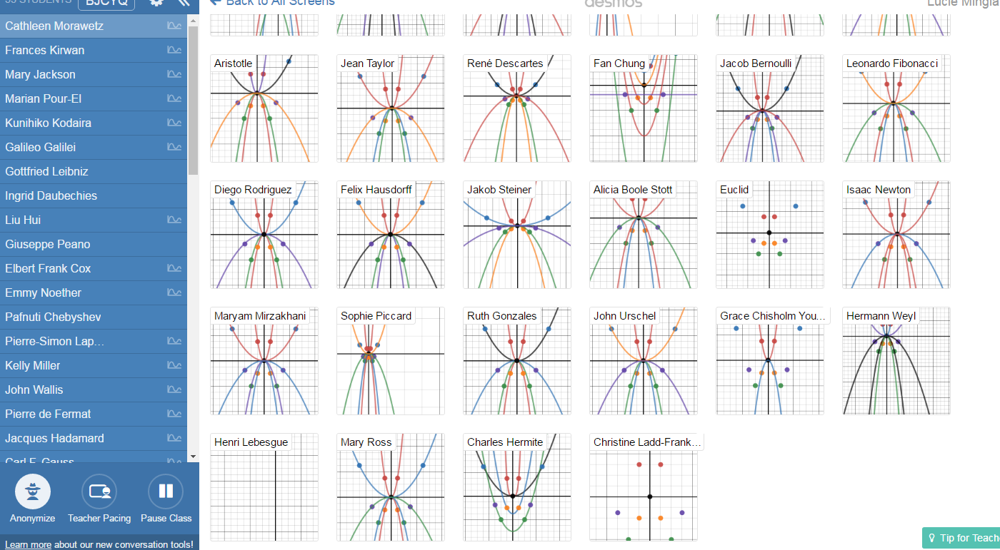 55 STUDENTS BJCYQ
Back to All Screens
desmos
Lucie Mingla
Cathleen Morawetz
Frances Kirwan
Mary Jackson
Marian Pour-El
Kunihiko Kodaira
Galileo Galilei
Gottfried Leibniz
Ingrid Daubechies
Liu Hui
Giuseppe Peano
Elbert Frank Cox
Emmy Noether
Pafnuti Chebyshev
Pierre-Simon Lap...
Kelly Miller
John Wallis
Pierre de Fermat
Jacques Hadamard
Carl F. Gauss
Anonymize
Teacher Pacing
Pause Class
Learn more about our new conversation tools!
Aristotle
Jean Taylor
René Descartes
Fan Chung
Jacob Bernoulli
Leonardo Fibonacci
Diego Rodriguez
Felix Hausdorff
Jakob Steiner
Alicia Boole Stott
Euclid
Isaac Newton
Maryam Mirzakhani
Sophie Piccard
Ruth Gonzales
John Urschel
Grace Chisholm You...
Hermann Weyl
Henri Lebesgue
Mary Ross
Charles Hermite
Christine Ladd-Frank...
Tip for Teach